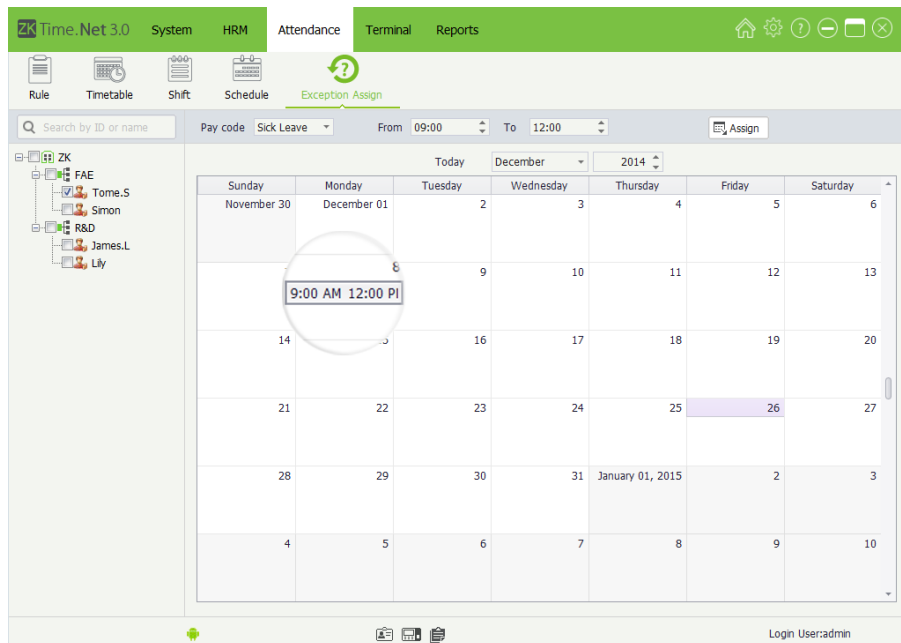 ZK Time.Net 3.0 System HRM Attendance Terminal Reports
Rule Timetable Shift Schedule Exception Assign
Search by ID or name Pay code Sick Leave From 09:00 To 12:00 Assign
ZK
FAE
Tome.S
Simon
R&D
James.L
Lily
Today December 2014
Sunday Monday Tuesday Wednesday Thursday Friday Saturday
November 30 December 01 2 3 4 5 6
8 9 10 11 12 13
9:00 AM 12:00 PI
14 16 17 18 19 20
21 22 23 24 25 26 27
28 29 30 31 January 01, 2015 2 3
4 5 6 7 8 9 10
Login User:admin